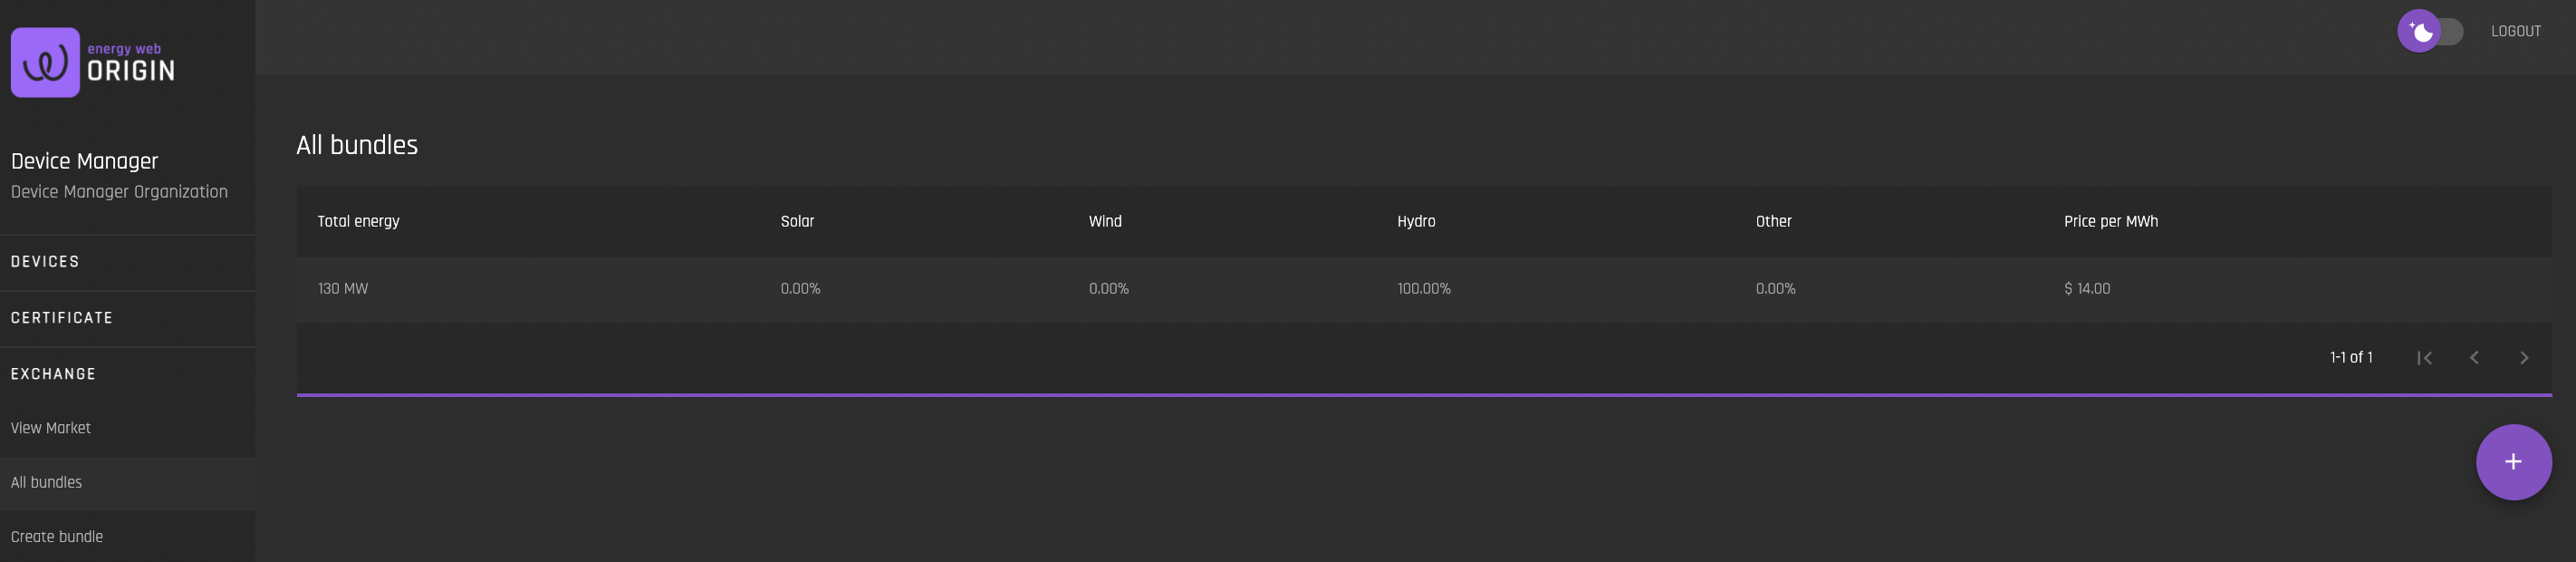 energy web
ORIGIN
LOGOUT
Device Manager
Device Manager Organization
DEVICES
CERTIFICATE
EXCHANGE
View Market
All bundles
Create bundle
All bundles
Total energy Solar Wind Hydro Other Price per MWh
130 MW 0.00% 0.00% 100.00% 0.00% $ 14.00
1-1 of 1